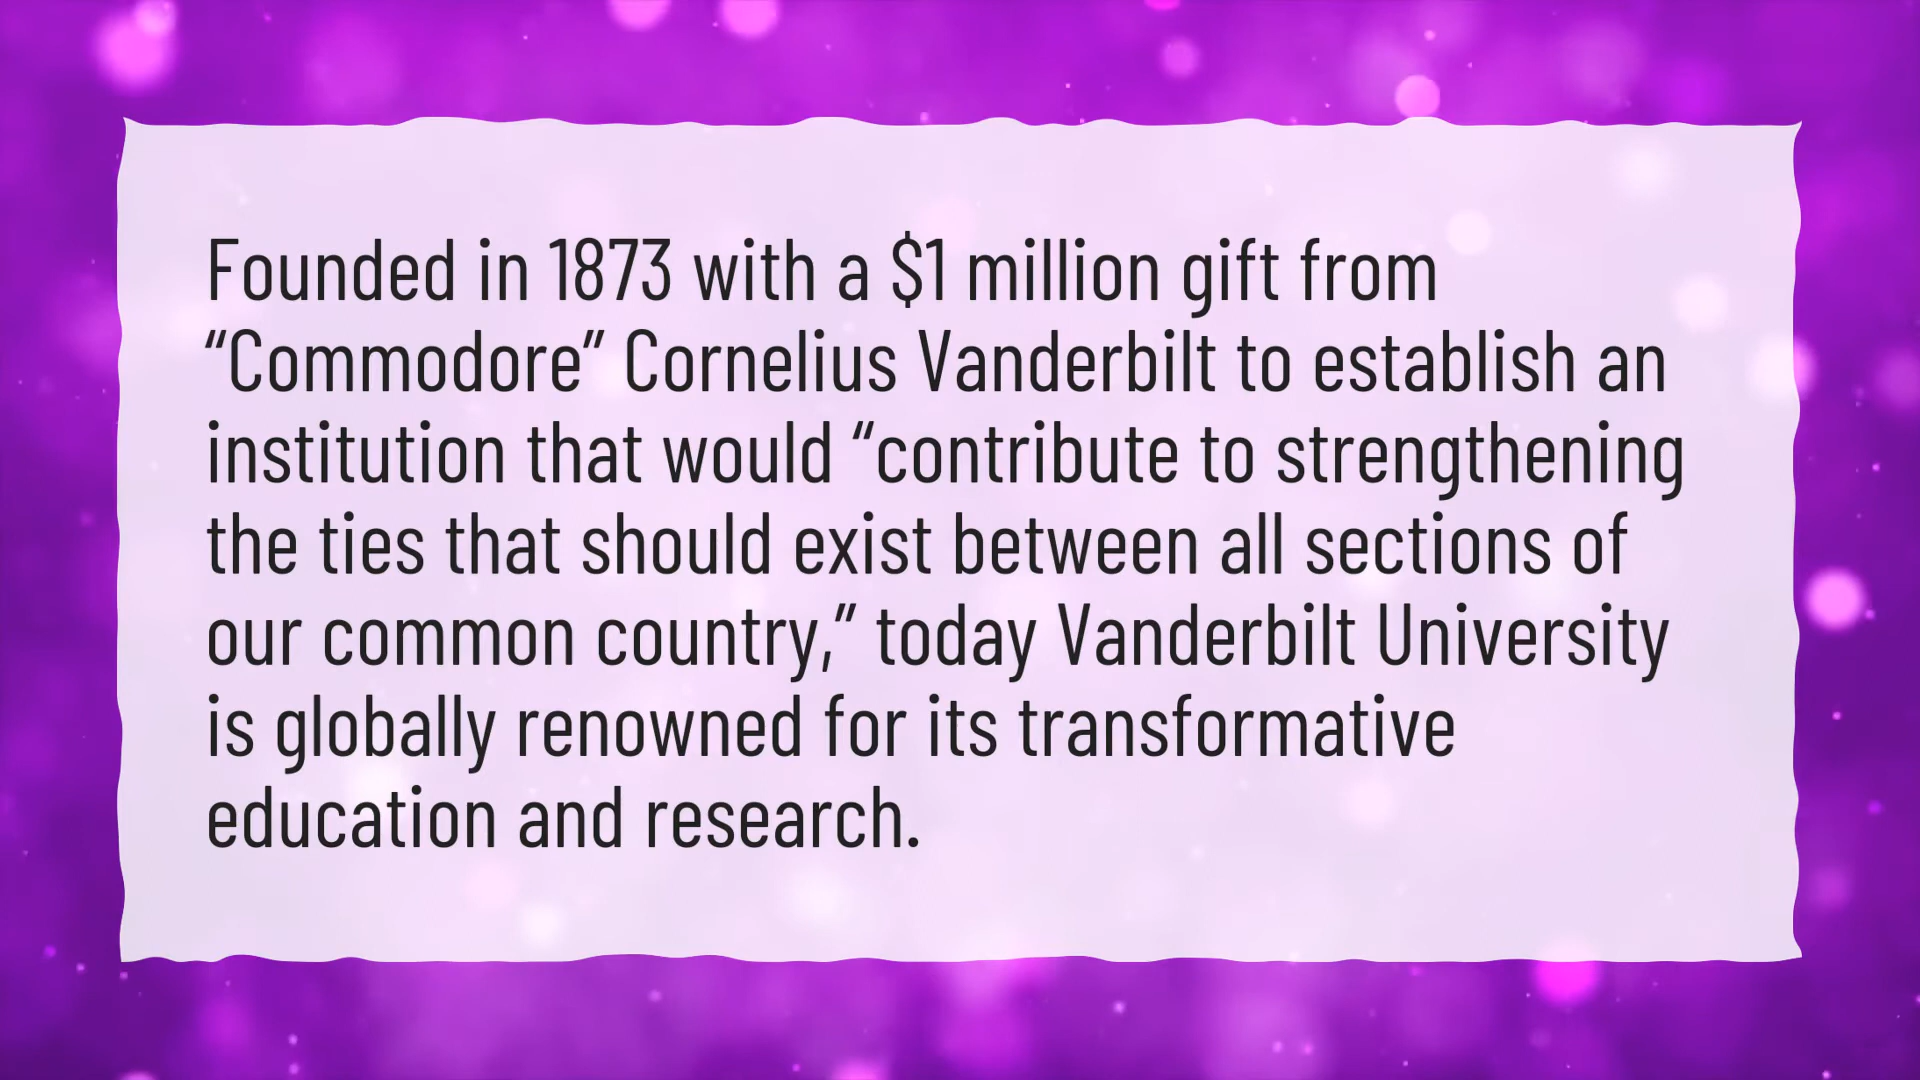 Founded in 1873 with a $1 million gift from
“Commodore” Cornelius Vanderbilt to establish an
institution that would “contribute to strengthening
the ties that should exist between all sections of
our common country,” today Vanderbilt University
is globally renowned for its transformative
education and research.